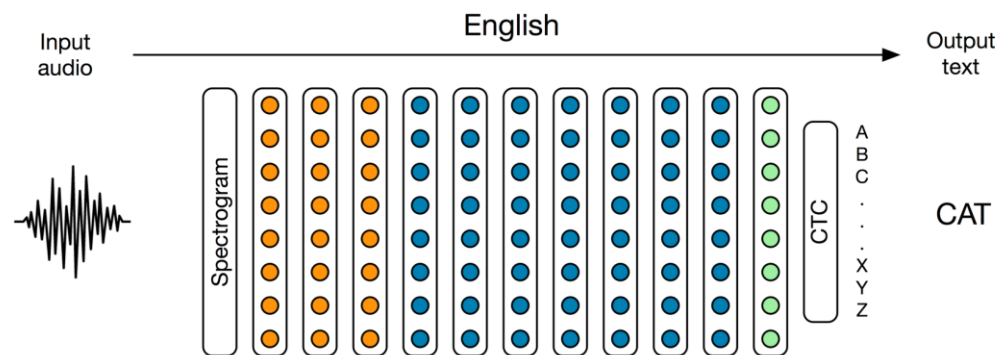 English
Input
audio
Output
text
Spectrogram
CTC
A
B
C
.
.
.
X
Y
Z
CAT